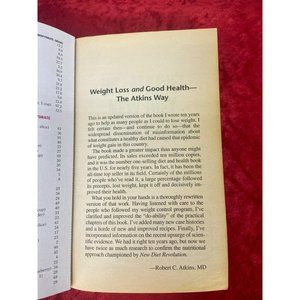 Weight Loss and Good Health—
The Atkins Way
This is an updated version of the book I wrote ten years
ago to help as many people as I could to lose weight. I
felt certain then—and continue to do so—that the
widespread dissemination of misinformation about
what constitutes a healthy diet had caused an epidemic
of weight gain in this country.
The book made a greater impact than anyone might
have predicted. Its sales exceeded ten million copies,
and it was the number one selling diet and health book
in the U.S. for nearly five years. In fact, it has been the
all-time top seller in its field. Certainly of the millions
of people who've read it, a large percentage followed
its precepts, lost weight, kept it off and decisively im-
proved their health.
What you hold in your hands is a thoroughly rewritten
version of that work. Having listened with care to the
people who followed my weight control program, I've
clarified and improved the "do-ability" of the practical
chapters of this book. I've added many new case histories
and a horde of new and improved recipes. Finally, I've
incorporated information on the recent upsurge of scien-
tific evidence. We had it right ten years ago, but now we
have twice as much research to confirm the nutritional
approach championed by New Diet Revolution.
—Robert C. Atkins, MD